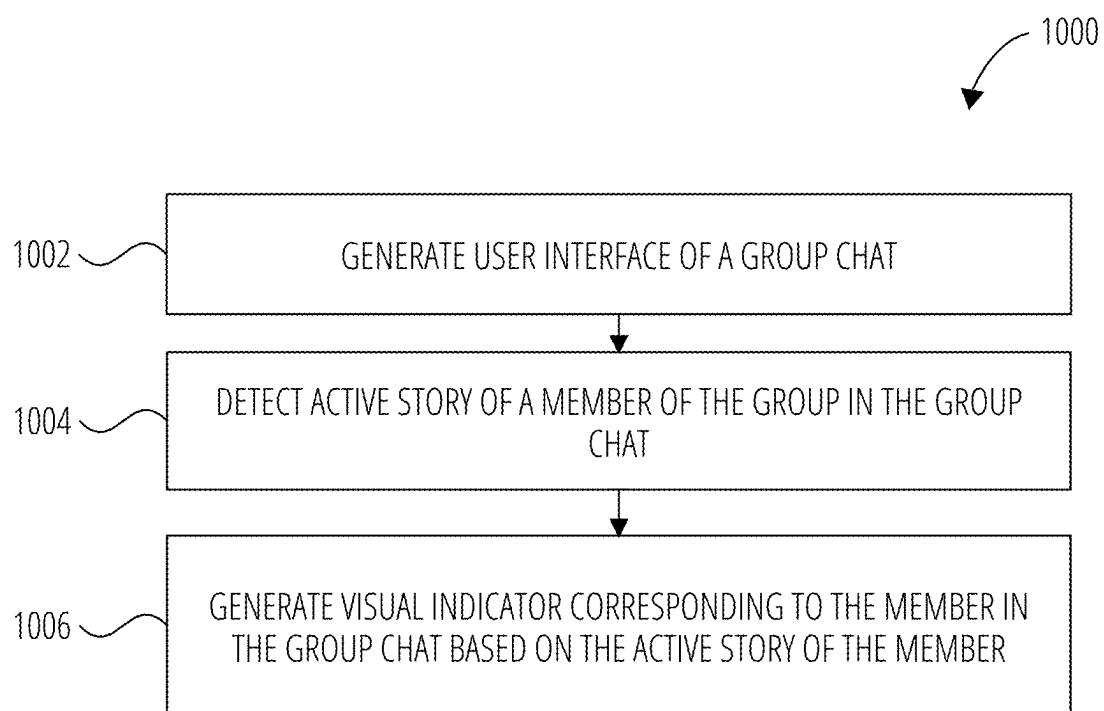 1000
1002
GENERATE USER INTERFACE OF A GROUP CHAT
1004
DETECT ACTIVE STORY OF A MEMBER OF THE GROUP IN THE GROUP
CHAT
1006
GENERATE VISUAL INDICATOR CORRESPONDING TO THE MEMBER IN
THE GROUP CHAT BASED ON THE ACTIVE STORY OF THE MEMBER